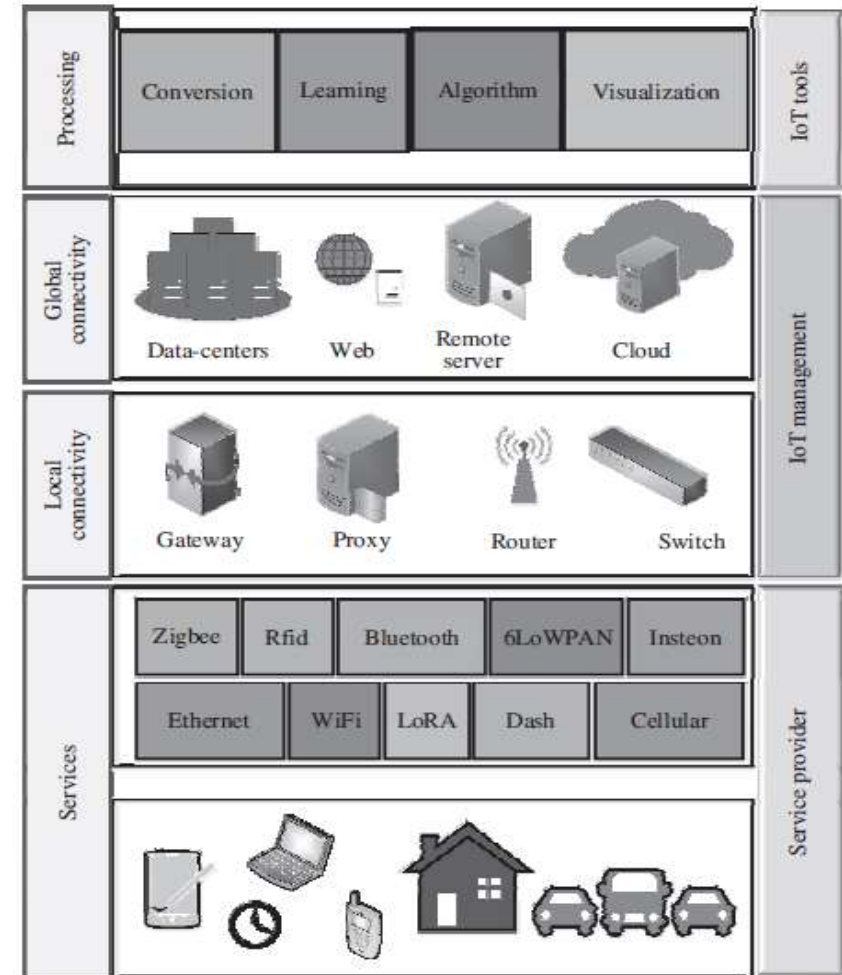 Processing
Conversion
Learning
Algorithm
Visualization
IoT tools
Global
connectivity
Data-centers
Web
Remote
server
Cloud
IoT management
Local
connectivity
Gateway
Proxy
Router
Switch
Services
Zigbee
Rfid
Bluetooth
6LoWPAN
Insteon
Ethernet
WiFi
LoRA
Dash
Cellular
Service provider